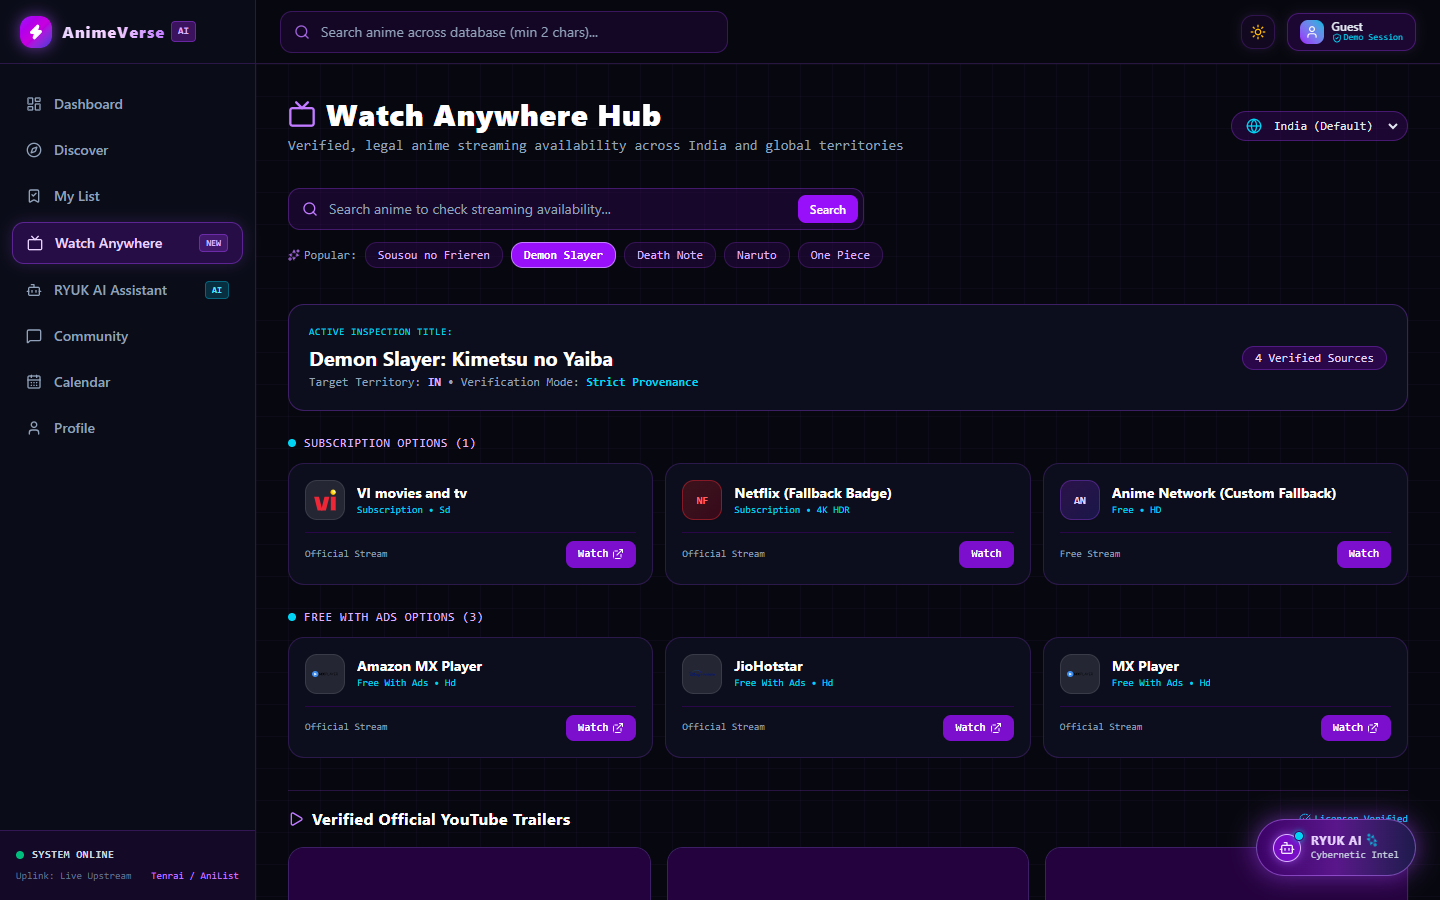 AnimeVerse AI
Search anime across database (min 2 chars)...
Guest
Demo Session
Dashboard
Discover
My List
Watch Anywhere NEW
RYUK AI Assistant AI
Community
Calendar
Profile
SYSTEM ONLINE
Uplink: Live Upstream Tenrai / AniList
Watch Anywhere Hub
Verified, legal anime streaming availability across India and global territories
India (Default)
Search anime to check streaming availability...
Search
Popular: Sousou no Frieren Demon Slayer Death Note Naruto One Piece
ACTIVE INSPECTION TITLE:
Demon Slayer: Kimetsu no Yaiba
Target Territory: IN • Verification Mode: Strict Provenance
4 Verified Sources
SUBSCRIPTION OPTIONS (1)
vi
VI movies and tv
Subscription • Sd
Official Stream
Watch
NF
Netflix (Fallback Badge)
Subscription • 4K HDR
Official Stream
Watch
AN
Anime Network (Custom Fallback)
Free • HD
Free Stream
Watch
FREE WITH ADS OPTIONS (3)
Amazon MX Player
Free With Ads • Hd
Official Stream
Watch
JioHotstar
Free With Ads • Hd
Official Stream
Watch
MX Player
Free With Ads • Hd
Official Stream
Watch
Verified Official YouTube Trailers
Licensor Verified
RYUK AI
Cybernetic Intel